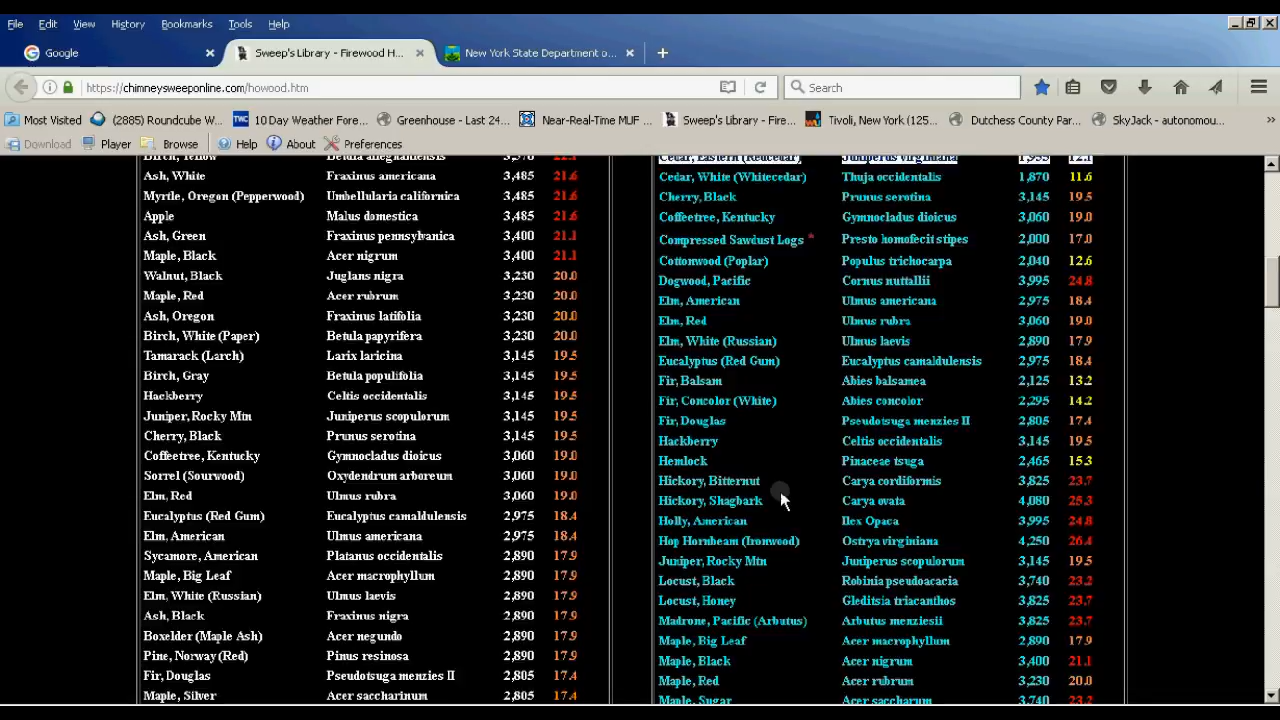 File Edit View History Bookmarks Tools Help
Google Sweep's Library - Firewood H... New York State Department o...
https://chimneysweeponline.com/howood.htm Search
Most Visited (2885) Roundcube W... 10 Day Weather Fore... Greenhouse - Last 24... Near-Real-Time MUF ... Sweep's Library - Fire... Tivoli, New York (125... Dutchess County Par... SkyJack - autonomou...
Download Player Browse Help About Preferences
Birch, Yellow Betula alleghaniensis
Ash, White Fraxinus americana 3,485 21.6
Myrtle, Oregon (Pepperwood) Umbellularia californica 3,485 21.6
Apple Malus domestica 3,485 21.6
Ash, Green Fraxinus pennsylvanica 3,400 21.1
Maple, Black Acer nigrum 3,400 21.1
Walnut, Black Juglans nigra 3,230 20.0
Maple, Red Acer rubrum 3,230 20.0
Ash, Oregon Fraxinus latifolia 3,230 20.0
Birch, White (Paper) Betula papyrifera 3,230 20.0
Tamarack (Larch) Larix laricina 3,145 19.5
Birch, Gray Betula populifolia 3,145 19.5
Hackberry Celtis occidentalis 3,145 19.5
Juniper, Rocky Mtn Juniperus scopulorum 3,145 19.5
Cherry, Black Prunus serotina 3,145 19.5
Coffeetree, Kentucky Gymnocladus dioicus 3,060 19.0
Sorrel (Sourwood) Oxydendrum arboreum 3,060 19.0
Elm, Red Ulmus rubra 3,060 19.0
Eucalyptus (Red Gum) Eucalyptus camaldulensis 2,975 18.4
Elm, American Ulmus americana 2,975 18.4
Sycamore, American Platanus occidentalis 2,890 17.9
Maple, Big Leaf Acer macrophyllum 2,890 17.9
Elm, White (Russian) Ulmus laevis 2,890 17.9
Ash, Black Fraxinus nigra 2,890 17.9
Boxelder (Maple Ash) Acer negundo 2,890 17.9
Pine, Norway (Red) Pinus resinosa 2,890 17.9
Fir, Douglas Pseudotsuga menzies II 2,805 17.4
Maple, Silver Acer saccharinum 2,805 17.4
Cedar, Eastern (Redcedar) Juniperus virginiana 1,955 12.1
Cedar, White (Whitecedar) Thuja occidentalis 1,870 11.6
Cherry, Black Prunus serotina 3,145 19.5
Coffeetree, Kentucky Gymnocladus dioicus 3,060 19.0
Compressed Sawdust Logs * Presto homofecit stipes 2,000 17.0
Cottonwood (Poplar) Populus trichocarpa 2,040 12.6
Dogwood, Pacific Cornus nuttallii 3,995 24.8
Elm, American Ulmus americana 2,975 18.4
Elm, Red Ulmus rubra 3,060 19.0
Elm, White (Russian) Ulmus laevis 2,890 17.9
Eucalyptus (Red Gum) Eucalyptus camaldulensis 2,975 18.4
Fir, Balsam Abies balsamea 2,125 13.2
Fir, Concolor (White) Abies concolor 2,295 14.2
Fir, Douglas Pseudotsuga menzies II 2,805 17.4
Hackberry Celtis occidentalis 3,145 19.5
Hemlock Pinaceae tsuga 2,465 15.3
Hickory, Bitternut Carya cordiformis 3,825 23.7
Hickory, Shagbark Carya ovata 4,080 25.3
Holly, American Ilex Opaca 3,995 24.8
Hop Hornbeam (Ironwood) Ostrya virginiana 4,250 26.4
Juniper, Rocky Mtn Juniperus scopulorum 3,145 19.5
Locust, Black Robinia pseudoacacia 3,740 23.2
Locust, Honey Gleditsia triacanthos 3,825 23.7
Madrone, Pacific (Arbutus) Arbutus menziesii 3,825 23.7
Maple, Big Leaf Acer macrophyllum 2,890 17.9
Maple, Black Acer nigrum 3,400 21.1
Maple, Red Acer rubrum 3,230 20.0
Maple, Sugar Acer saccharum 3,740 23.2